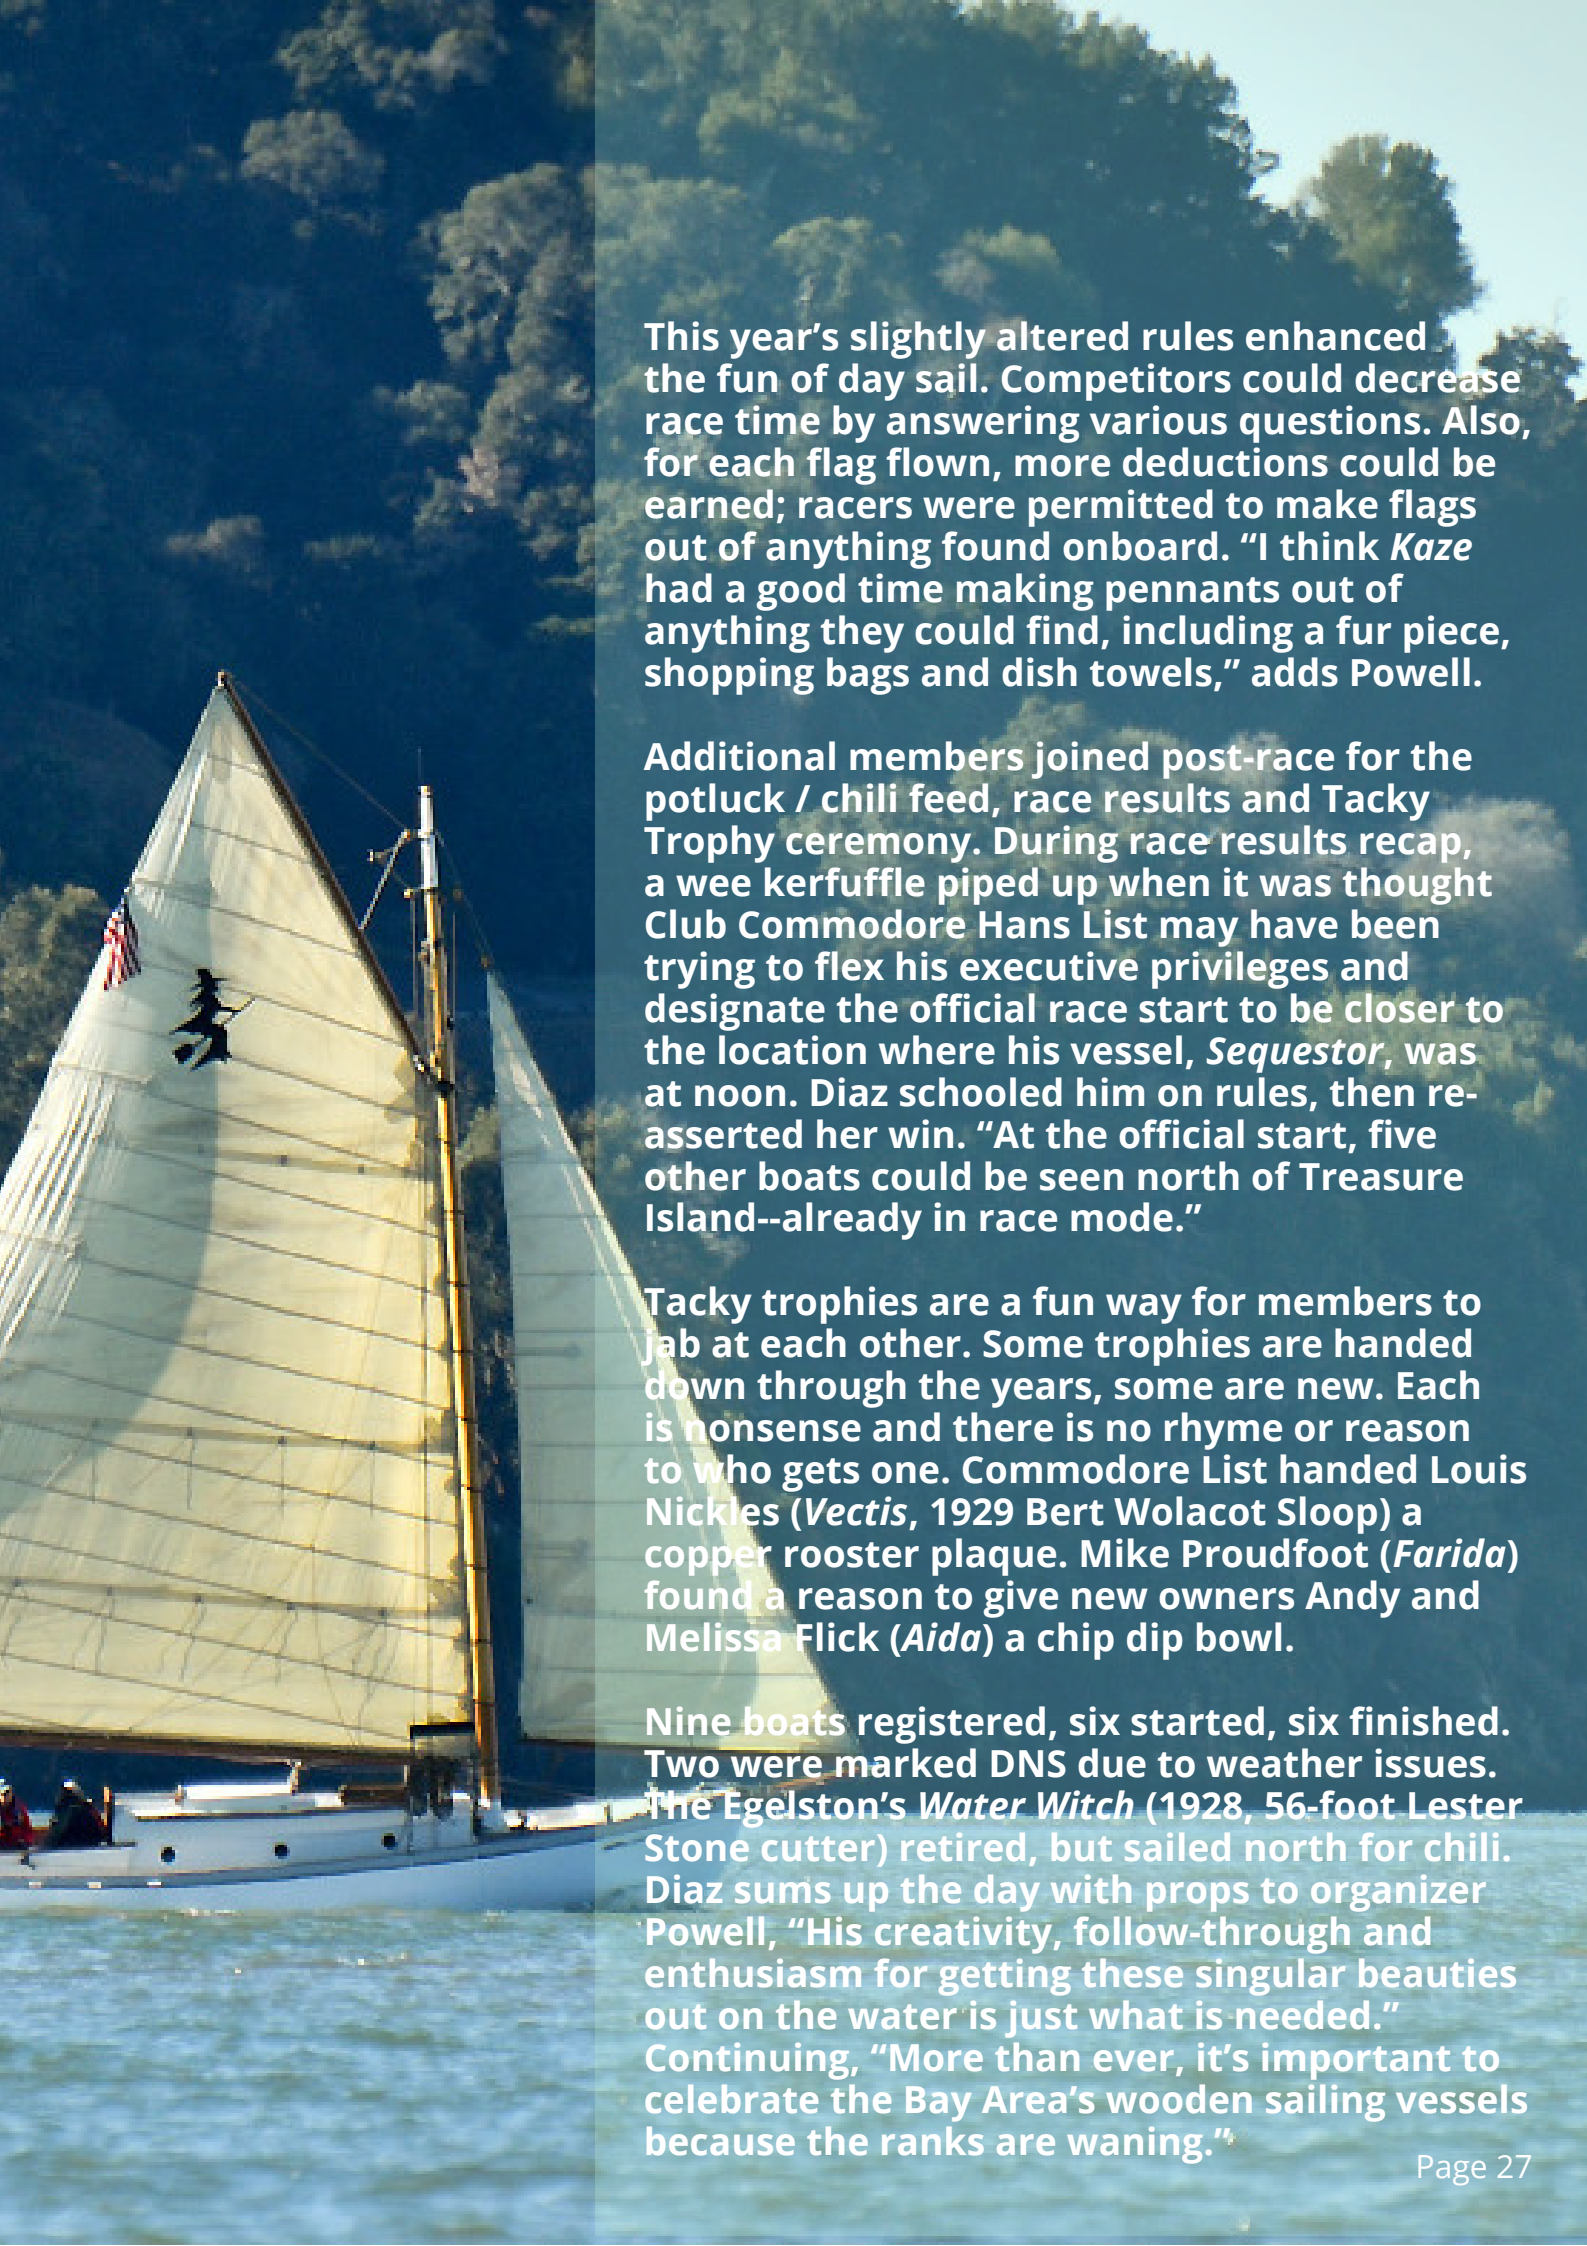 This year’s slightly altered rules enhanced
the fun of day sail. Competitors could decrease
race time by answering various questions. Also,
for each flag flown, more deductions could be
earned; racers were permitted to make flags
out of anything found onboard. “I think Kaze
had a good time making pennants out of
anything they could find, including a fur piece,
shopping bags and dish towels,” adds Powell.
Additional members joined post-race for the
potluck / chili feed, race results and Tacky
Trophy ceremony. During race results recap,
a wee kerfuffle piped up when it was thought
Club Commodore Hans List may have been
trying to flex his executive privileges and
designate the official race start to be closer to
the location where his vessel, Sequestor, was
at noon. Diaz schooled him on rules, then re-
asserted her win. “At the official start, five
other boats could be seen north of Treasure
Island--already in race mode.”
Tacky trophies are a fun way for members to
jab at each other. Some trophies are handed
down through the years, some are new. Each
is nonsense and there is no rhyme or reason
to who gets one. Commodore List handed Louis
Nickles (Vectis, 1929 Bert Wolacot Sloop) a
copper rooster plaque. Mike Proudfoot (Farida)
found a reason to give new owners Andy and
Melissa Flick (Aida) a chip dip bowl.
Nine boats registered, six started, six finished.
Two were marked DNS due to weather issues.
The Egelston’s Water Witch (1928, 56-foot Lester
Stone cutter) retired, but sailed north for chili.
Diaz sums up the day with props to organizer
Powell, “His creativity, follow-through and
enthusiasm for getting these singular beauties
out on the water is just what is needed.”
Continuing, “More than ever, it’s important to
celebrate the Bay Area’s wooden sailing vessels
because the ranks are waning.”
Page 27